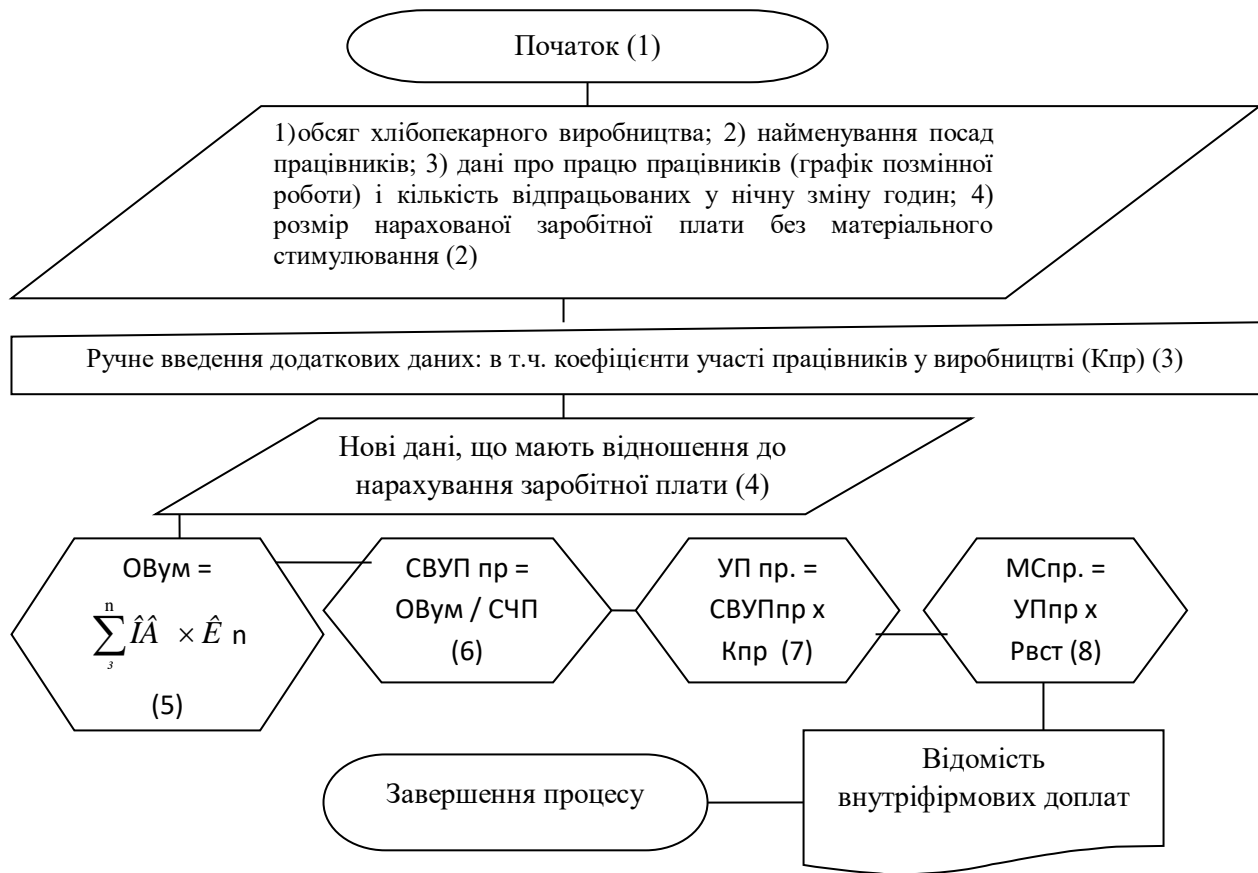 Початок (1)
1)обсяг хлібопекарного виробництва; 2) найменування посад
працівників; 3) дані про працю працівників (графік позмінної
роботи) і кількість відпрацьованих у нічну зміну годин; 4)
розмір нарахованої заробітної плати без матеріального
стимулювання (2)
Ручне введення додаткових даних: в т.ч. коефіцієнти участі працівників у виробництві (Кпр) (3)
Нові дані, що мають відношення до
нарахування заробітної плати (4)
ОВум =
n
∑ ÎÂ × Ê n
з
(5)
СВУП пр =
ОВум / СЧП
(6)
УП пр. =
СВУПпр х
Кпр (7)
МСпр. =
УПпр х
Рвст (8)
Відомість
внутріфірмових доплат
Завершення процесу